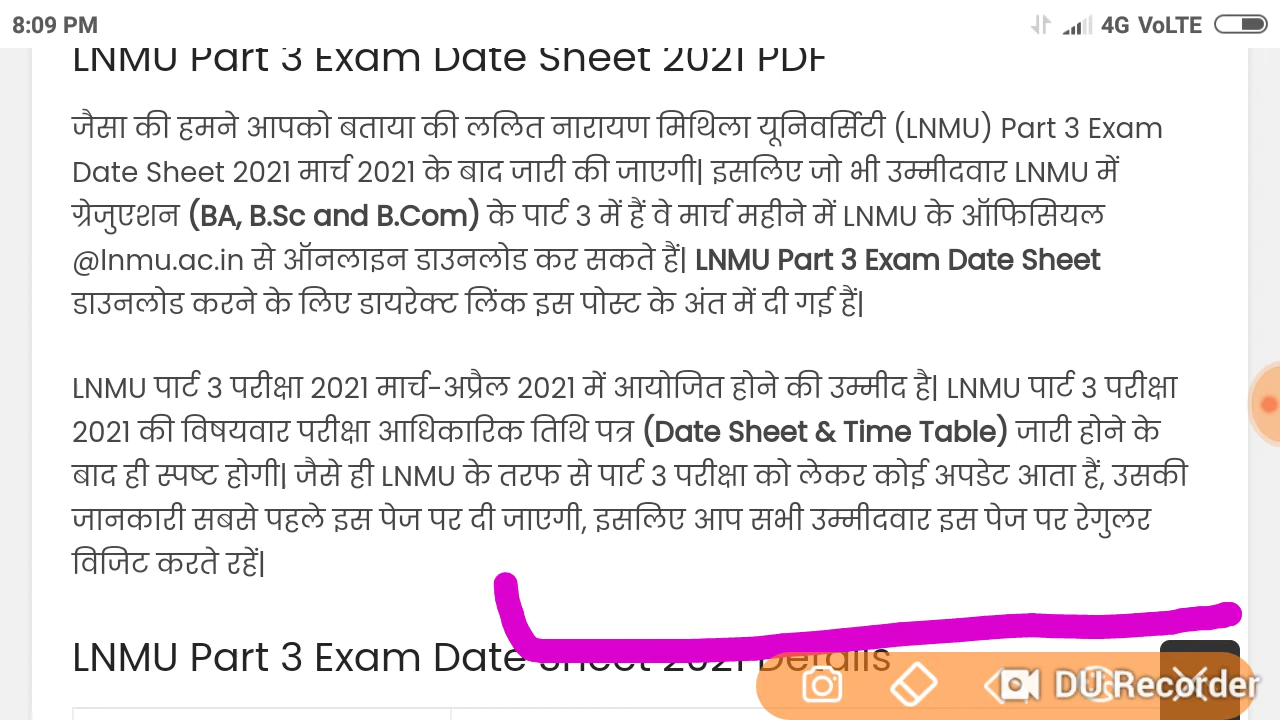 8:09 PM
4G VoLTE
LNMU Part 3 Exam Date Sheet 2021 PDF
जैसा की हमने आपको बताया की ललित नारायण मिथिला यूनिवर्सिटी (LNMU) Part 3 Exam
Date Sheet 2021 मार्च 2021 के बाद जारी की जाएगी| इसलिए जो भी उम्मीदवार LNMU में
ग्रेजुएशन (BA, B.Sc and B.Com) के पार्ट 3 में हैं वे मार्च महीने में LNMU के ऑफिसियल
@lnmu.ac.in से ऑनलाइन डाउनलोड कर सकते हैं| LNMU Part 3 Exam Date Sheet
डाउनलोड करने के लिए डायरेक्ट लिंक इस पोस्ट के अंत में दी गई हैं|
LNMU पार्ट 3 परीक्षा 2021 मार्च-अप्रैल 2021 में आयोजित होने की उम्मीद है| LNMU पार्ट 3 परीक्षा
2021 की विषयवार परीक्षा आधिकारिक तिथि पत्र (Date Sheet & Time Table) जारी होने के
बाद ही स्पष्ट होगी| जैसे ही LNMU के तरफ से पार्ट 3 परीक्षा को लेकर कोई अपडेट आता हैं, उसकी
जानकारी सबसे पहले इस पेज पर दी जाएगी, इसलिए आप सभी उम्मीदवार इस पेज पर रेगुलर
विजिट करते रहें|
LNMU Part 3 Exam Date Sheet 2021 Details
DU Recorder